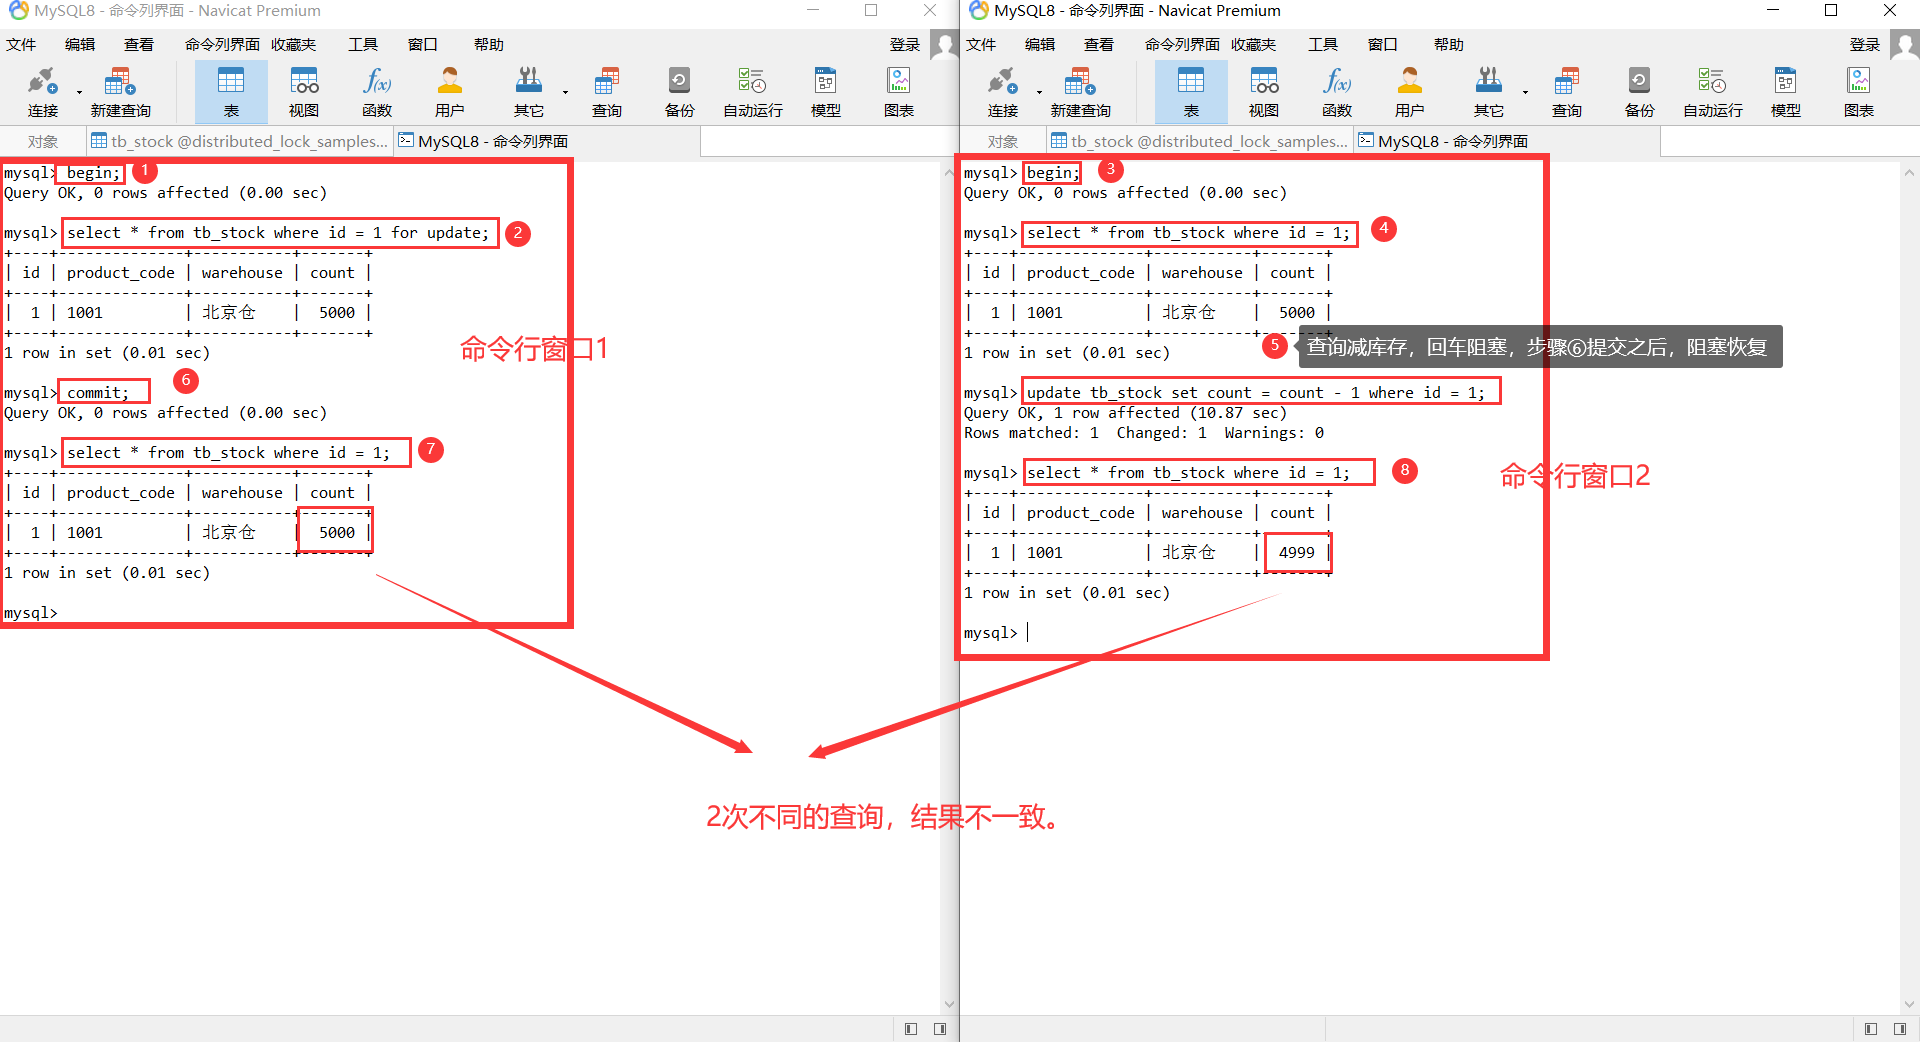 MySQL8 - 命令列界面 - Navicat Premium
文件 编辑 查看 命令列界面 收藏夹 工具 窗口 帮助 登录
连接 新建查询 表 视图 函数 用户 其它 查询 备份 自动运行 模型 图表
对象 tb_stock @distributed_lock_samples... MySQL8 - 命令列界面
mysql> begin; 1
Query OK, 0 rows affected (0.00 sec)
mysql> select * from tb_stock where id = 1 for update; 2
+----+--------------+-----------+-------+
| id | product_code | warehouse | count |
+----+--------------+-----------+-------+
|  1 | 1001         | 北京仓    |  5000 |
+----+--------------+-----------+-------+
1 row in set (0.01 sec)
命令行窗口1
mysql> commit; 6
Query OK, 0 rows affected (0.00 sec)
mysql> select * from tb_stock where id = 1; 7
+----+--------------+-----------+-------+
| id | product_code | warehouse | count |
+----+--------------+-----------+-------+
|  1 | 1001         | 北京仓    |  5000 |
+----+--------------+-----------+-------+
1 row in set (0.01 sec)
mysql>
MySQL8 - 命令列界面 - Navicat Premium
文件 编辑 查看 命令列界面 收藏夹 工具 窗口 帮助 登录
连接 新建查询 表 视图 函数 用户 其它 查询 备份 自动运行 模型 图表
对象 tb_stock @distributed_lock_samples... MySQL8 - 命令列界面
mysql> begin; 3
Query OK, 0 rows affected (0.00 sec)
mysql> select * from tb_stock where id = 1; 4
+----+--------------+-----------+-------+
| id | product_code | warehouse | count |
+----+--------------+-----------+-------+
|  1 | 1001         | 北京仓    |  5000 |
+----+--------------+-----------+-------+
1 row in set (0.01 sec)
5 查询减库存，回车阻塞，步骤⑥提交之后，阻塞恢复
mysql> update tb_stock set count = count - 1 where id = 1;
Query OK, 1 row affected (10.87 sec)
Rows matched: 1  Changed: 1  Warnings: 0
mysql> select * from tb_stock where id = 1; 8
命令行窗口2
+----+--------------+-----------+-------+
| id | product_code | warehouse | count |
+----+--------------+-----------+-------+
|  1 | 1001         | 北京仓    |  4999 |
+----+--------------+-----------+-------+
1 row in set (0.01 sec)
mysql>
2次不同的查询，结果不一致。